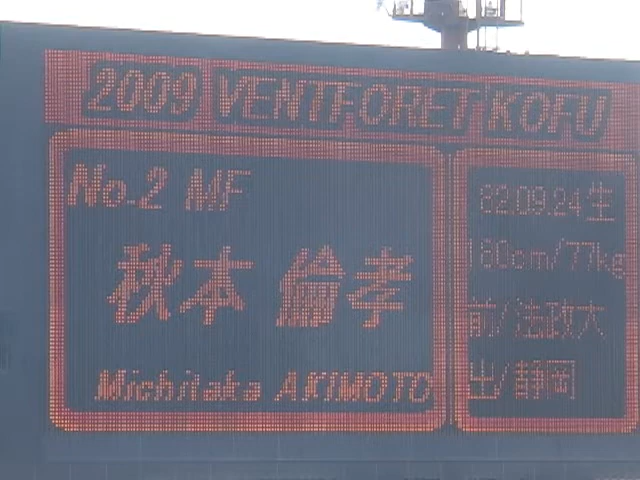 2009 VENTFORET KOFU
No.2 MF
秋本 倫孝
Michitaka AKIMOTO
82.09.24生
180cm/77kg
前/法政大
出/静岡